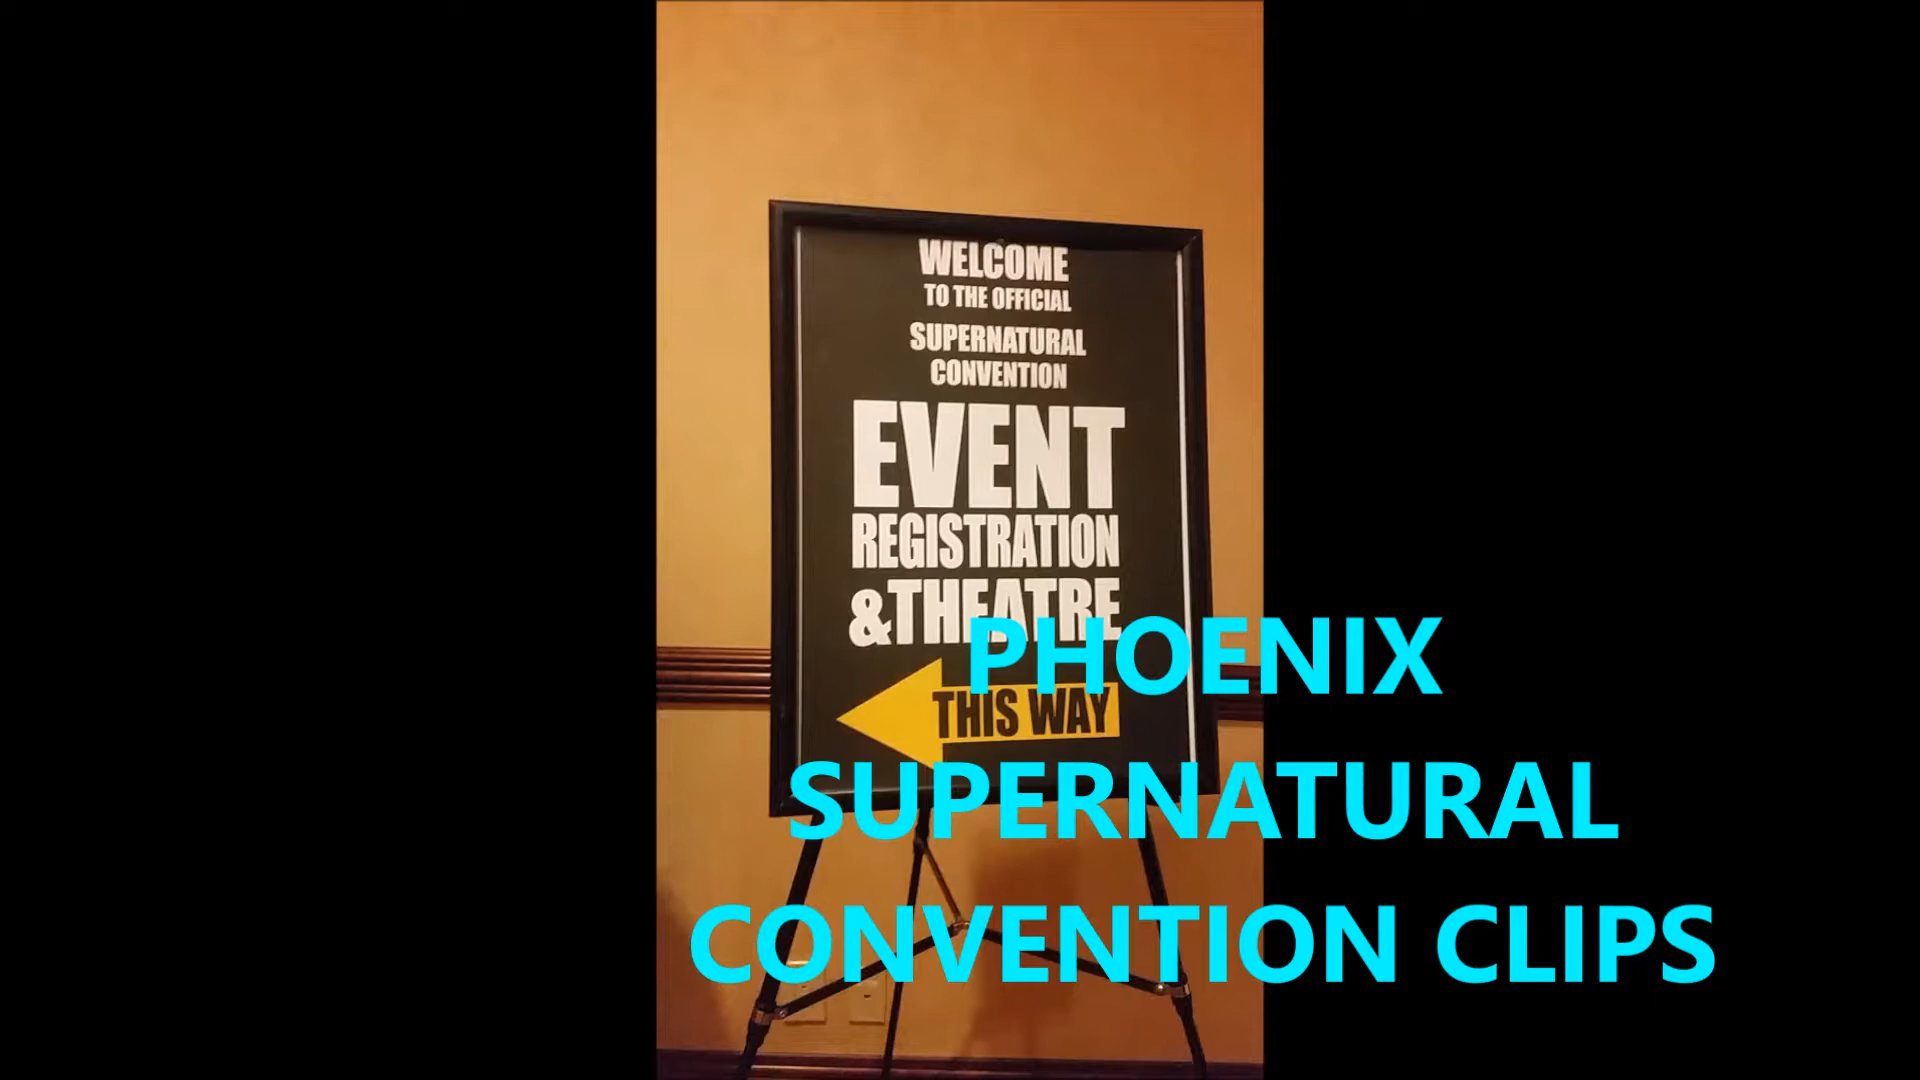 WELCOME
TO THE OFFICIAL
SUPERNATURAL
CONVENTION
EVENT
REGISTRATION
&THEATRE
THIS WAY
PHOENIX
SUPERNATURAL
CONVENTION CLIPS